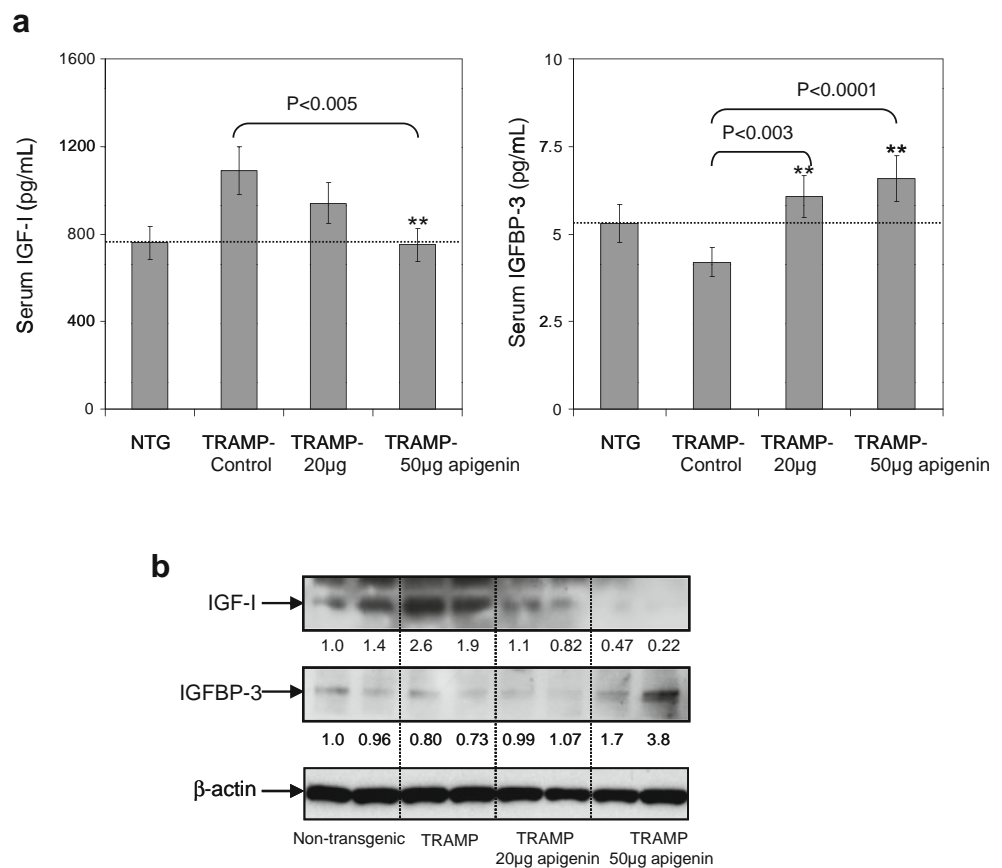 a
1600
1200
800
400
0
Serum IGF-I (pg/mL)
P<0.005
**
NTG TRAMP- TRAMP- TRAMP-
Control 20µg 50µg apigenin
10
7.5
5
2.5
0
Serum IGFBP-3 (pg/mL)
P<0.0001
P<0.003
** **
NTG TRAMP- TRAMP- TRAMP-
Control 20µg 50µg apigenin
b
IGF-I
1.0 1.4 2.6 1.9 1.1 0.82 0.47 0.22
IGFBP-3
1.0 0.96 0.80 0.73 0.99 1.07 1.7 3.8
β-actin
Non-transgenic TRAMP TRAMP TRAMP
20µg apigenin 50µg apigenin